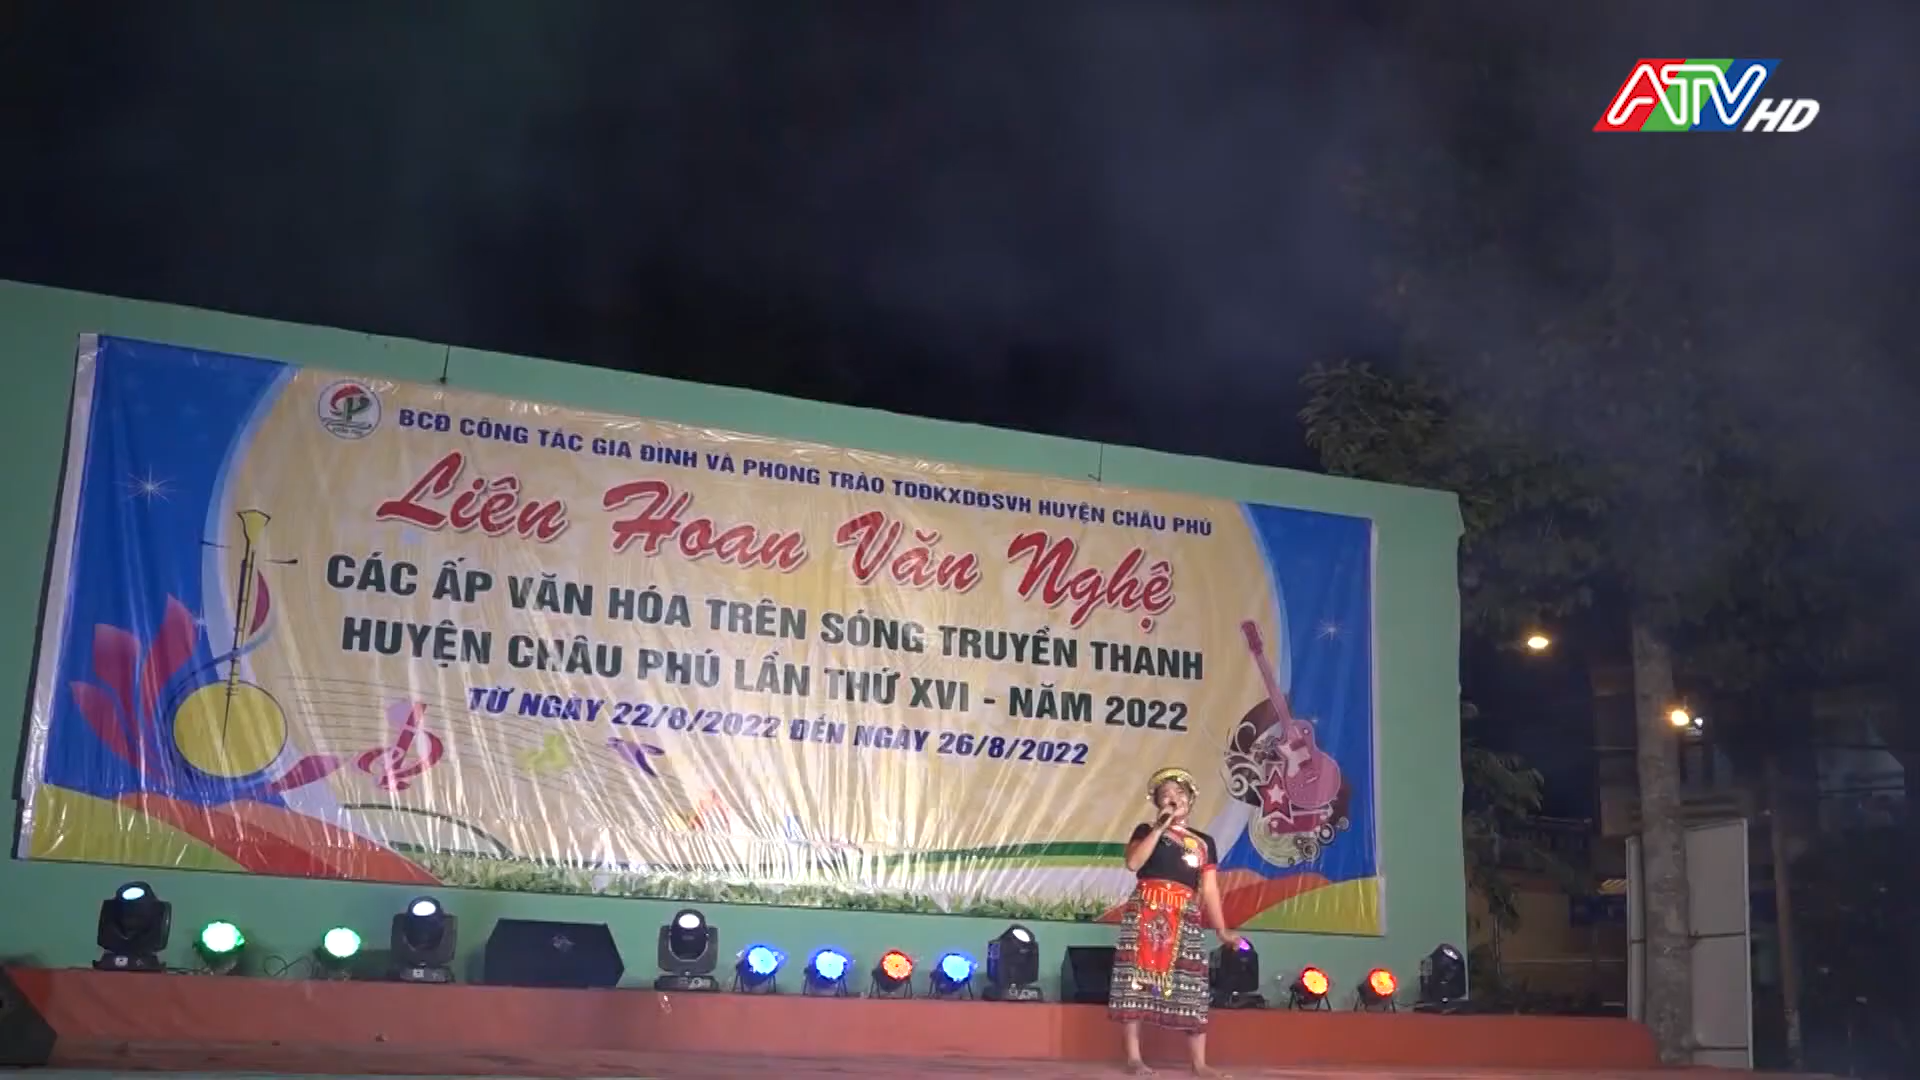 ATV HD
BCĐ CÔNG TÁC GIA ĐÌNH VÀ PHONG TRÀO TDĐKXDĐSVH HUYỆN CHÂU PHÚ
Liên Hoan Văn Nghệ
CÁC ẤP VĂN HÓA TRÊN SÓNG TRUYỀN THANH
HUYỆN CHÂU PHÚ LẦN THỨ XVI - NĂM 2022
TỪ NGÀY 22/8/2022 ĐẾN NGÀY 26/8/2022